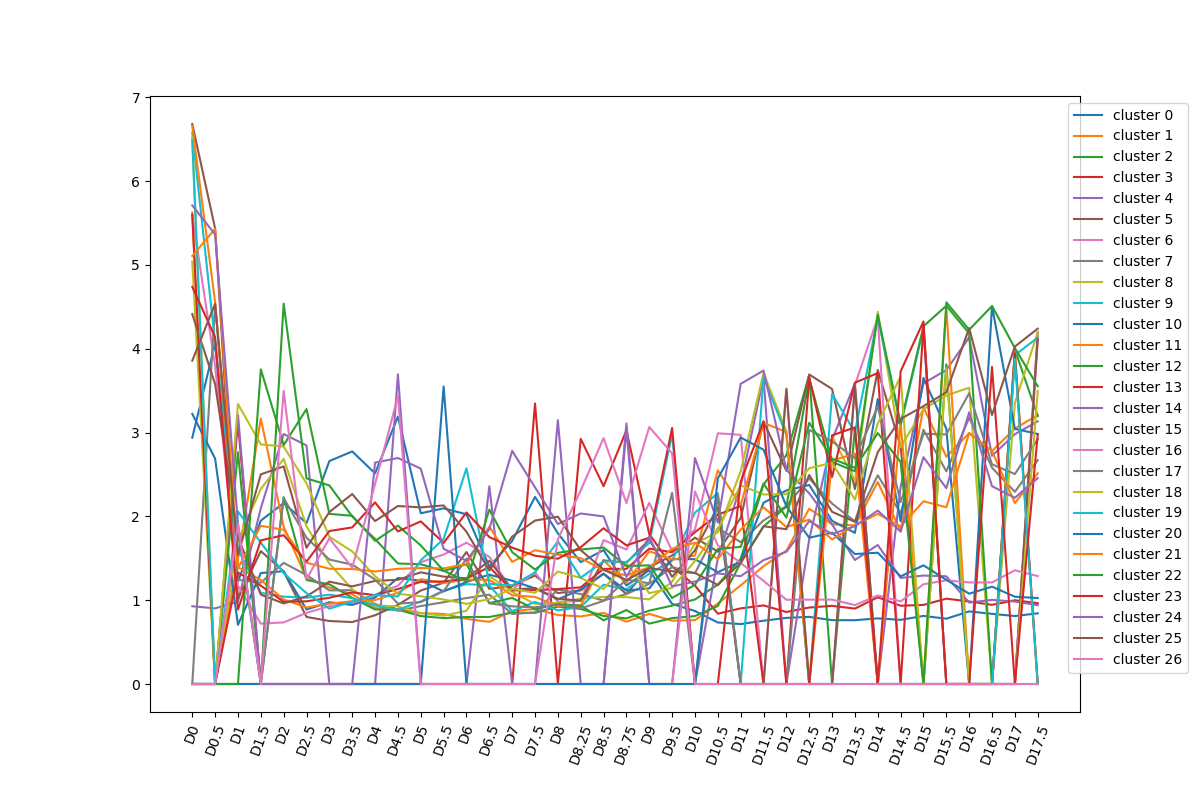 7
6
5
4
3
2
1
0
D0
D0.5
D1
D1.5
D2
D2.5
D3
D3.5
D4
D4.5
D5
D5.5
D6
D6.5
D7
D7.5
D8
D8.25
D8.5
D8.75
D9
D9.5
D10
D10.5
D11
D11.5
D12
D12.5
D13
D13.5
D14
D14.5
D15
D15.5
D16
D16.5
D17
D17.5
cluster 0
cluster 1
cluster 2
cluster 3
cluster 4
cluster 5
cluster 6
cluster 7
cluster 8
cluster 9
cluster 10
cluster 11
cluster 12
cluster 13
cluster 14
cluster 15
cluster 16
cluster 17
cluster 18
cluster 19
cluster 20
cluster 21
cluster 22
cluster 23
cluster 24
cluster 25
cluster 26